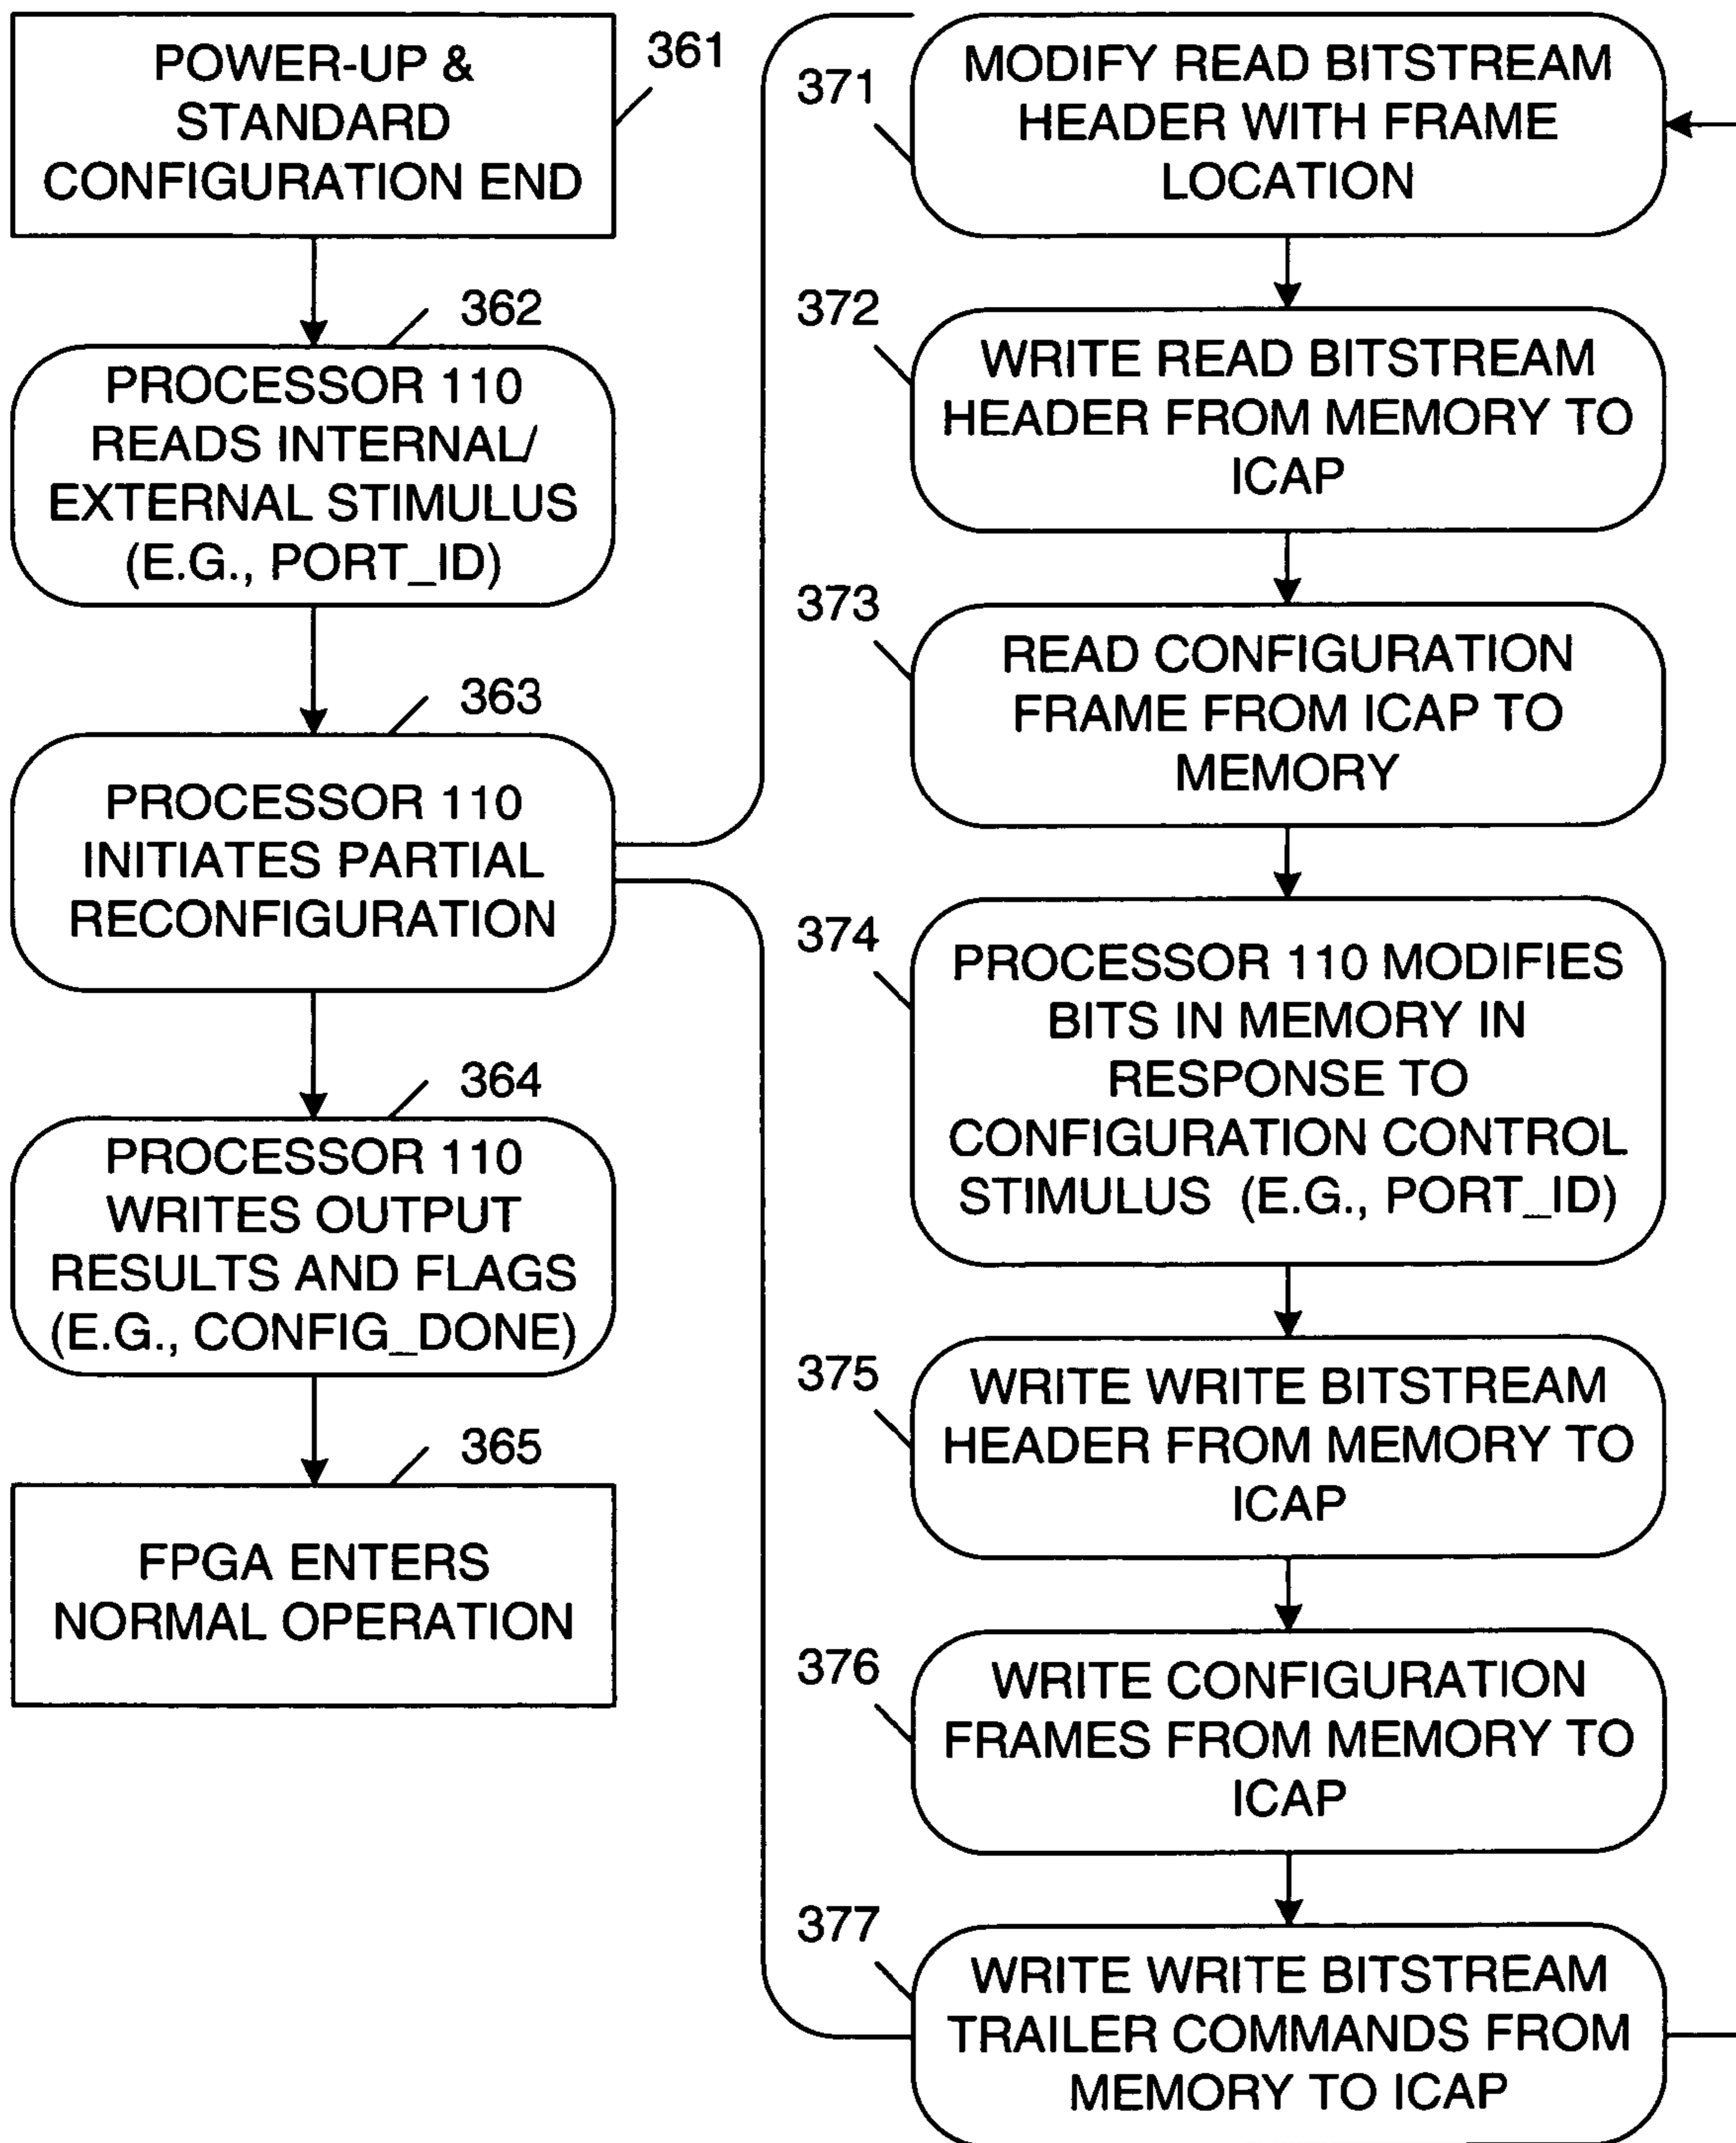 POWER-UP &
STANDARD
CONFIGURATION END
361
362
PROCESSOR 110
READS INTERNAL/
EXTERNAL STIMULUS
(E.G., PORT_ID)
363
PROCESSOR 110
INITIATES PARTIAL
RECONFIGURATION
364
PROCESSOR 110
WRITES OUTPUT
RESULTS AND FLAGS
(E.G., CONFIG_DONE)
365
FPGA ENTERS
NORMAL OPERATION
371
MODIFY READ BITSTREAM
HEADER WITH FRAME
LOCATION
372
WRITE READ BITSTREAM
HEADER FROM MEMORY TO
ICAP
373
READ CONFIGURATION
FRAME FROM ICAP TO
MEMORY
374
PROCESSOR 110 MODIFIES
BITS IN MEMORY IN
RESPONSE TO
CONFIGURATION CONTROL
STIMULUS (E.G., PORT_ID)
375
WRITE WRITE BITSTREAM
HEADER FROM MEMORY TO
ICAP
376
WRITE CONFIGURATION
FRAMES FROM MEMORY TO
ICAP
377
WRITE WRITE BITSTREAM
TRAILER COMMANDS FROM
MEMORY TO ICAP